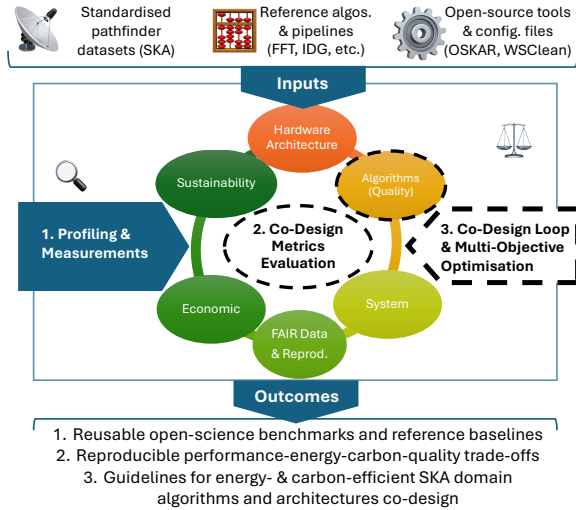 Standardised
pathfinder
datasets (SKA)
Reference algos.
& pipelines
(FFT, IDG, etc.)
Open-source tools
& config. files
(OSKAR, WSClean)
Inputs
Hardware
Architecture
Sustainability
Algorithms
(Quality)
1. Profiling &
Measurements
2. Co-Design
Metrics
Evaluation
3. Co-Design Loop
& Multi-Objective
Optimisation
Economic
System
FAIR Data
& Reprod.
Outcomes
1. Reusable open-science benchmarks and reference baselines
2. Reproducible performance-energy-carbon-quality trade-offs
3. Guidelines for energy- & carbon-efficient SKA domain
algorithms and architectures co-design